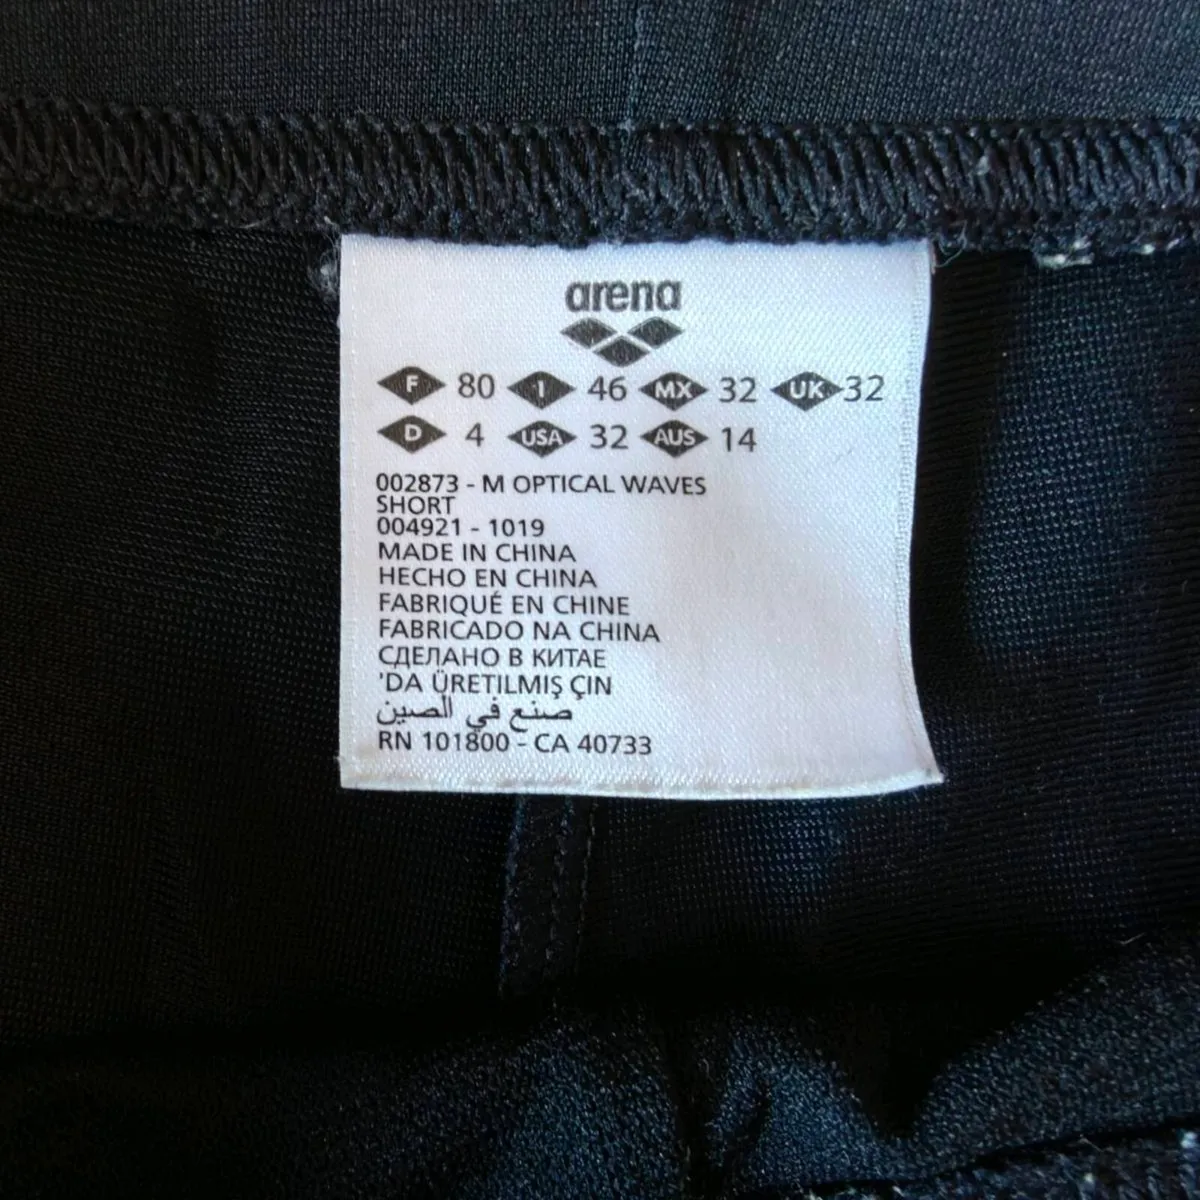 arena
F 80 I 46 MX 32 UK 32
D 4 USA 32 AUS 14
002873 - M OPTICAL WAVES
SHORT
004921 - 1019
MADE IN CHINA
HECHO EN CHINA
FABRIQUÉ EN CHINE
FABRICADO NA CHINA
СДЕЛАНО В КИТАЕ
'DA ÜRETILMIŞ ÇIN
صنع في الصين
RN 101800 - CA 40733